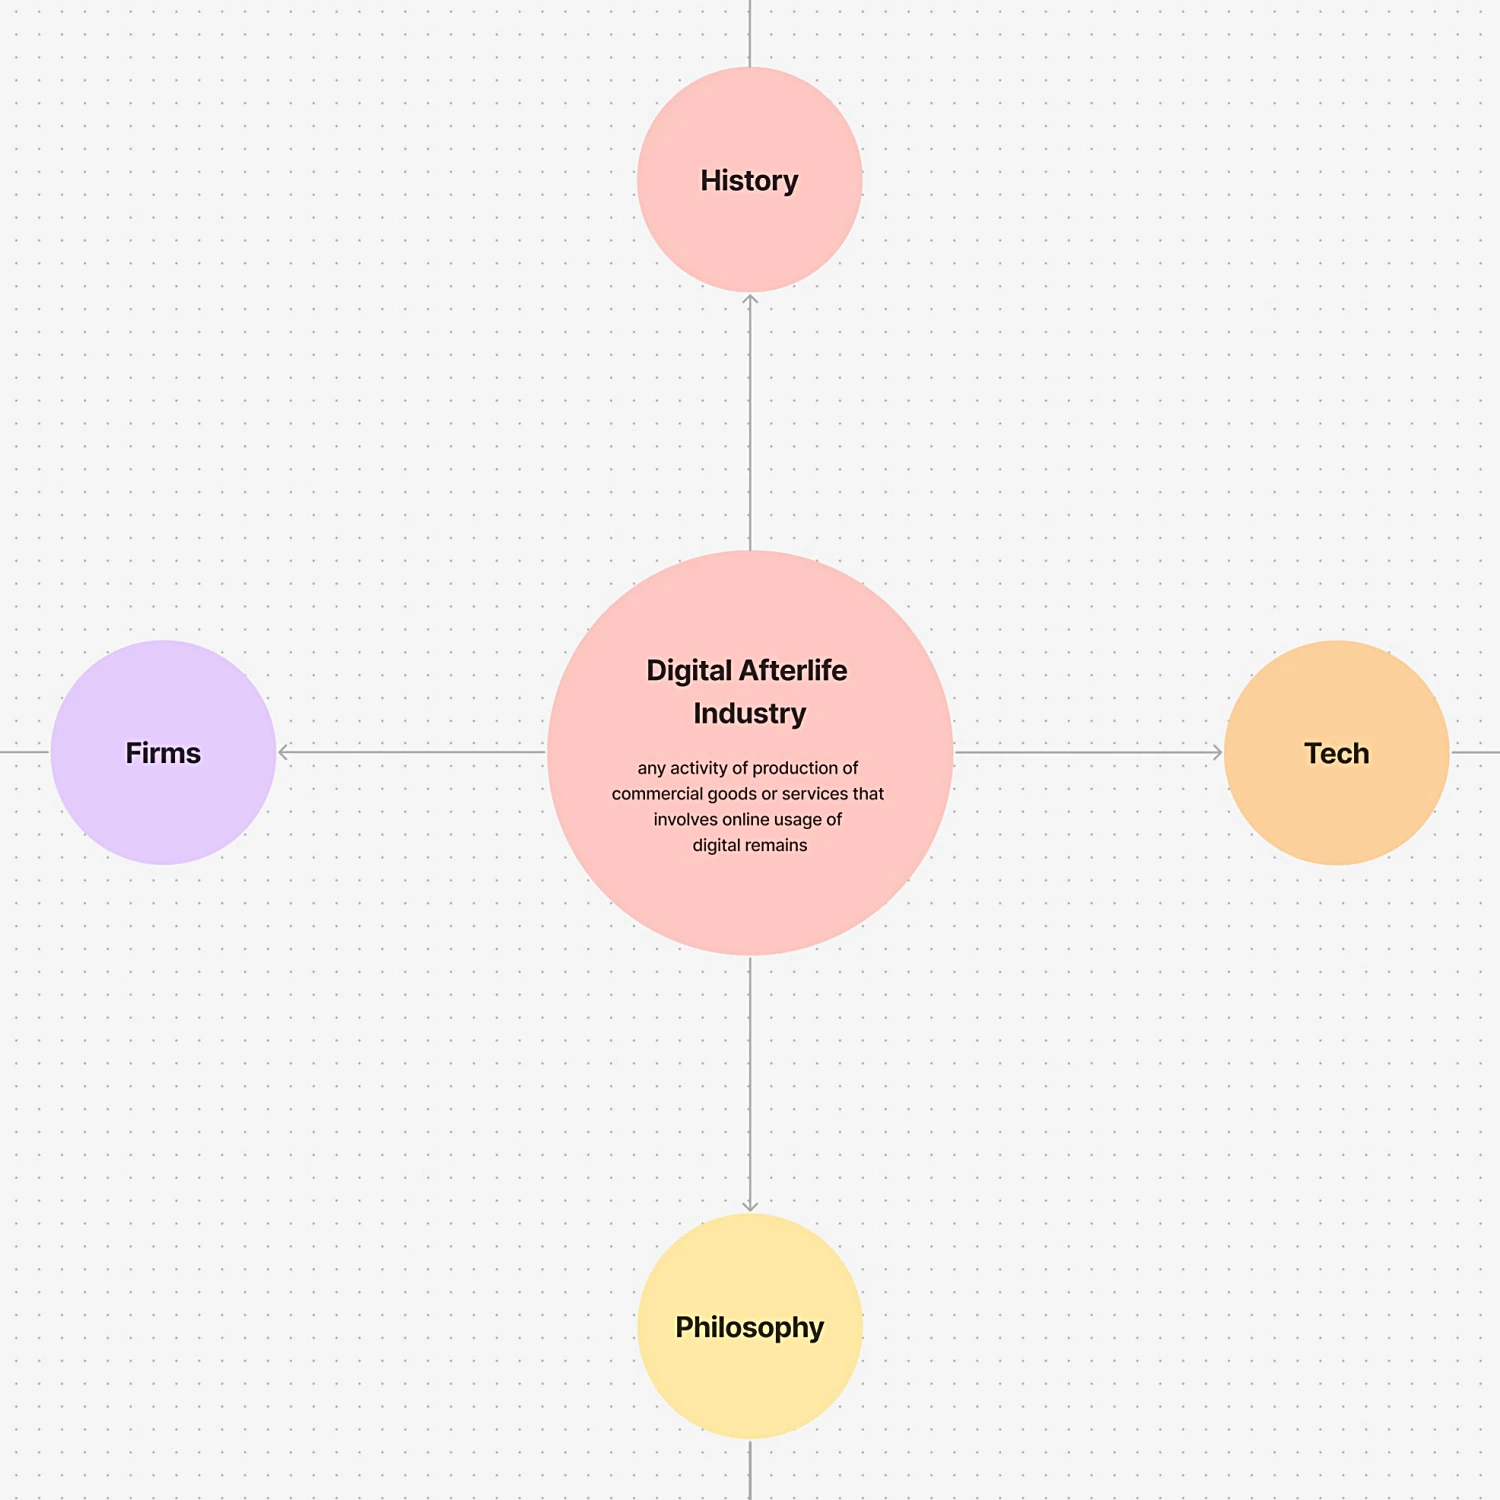 History
Digital Afterlife
Industry
any activity of production of
commercial goods or services that
involves online usage of
digital remains
Firms
Tech
Philosophy